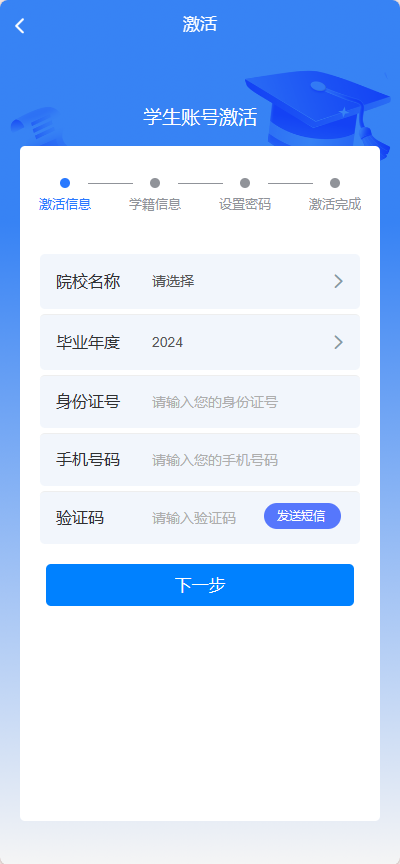 激活
学生账号激活
激活信息 学籍信息 设置密码 激活完成
院校名称 请选择
毕业年度 2024
身份证号 请输入您的身份证号
手机号码 请输入您的手机号码
验证码 请输入验证码 发送短信
下一步